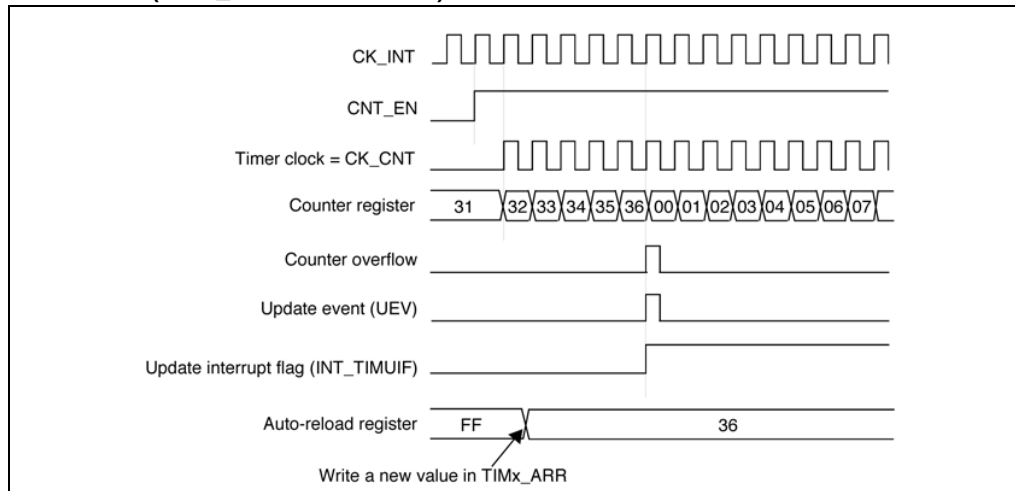 CK_INT
CNT_EN
Timer clock = CK_CNT
Counter register 31 32 33 34 35 36 00 01 02 03 04 05 06 07
Counter overflow
Update event (UEV)
Update interrupt flag (INT_TIMUIF)
Auto-reload register FF 36
Write a new value in TIMx_ARR